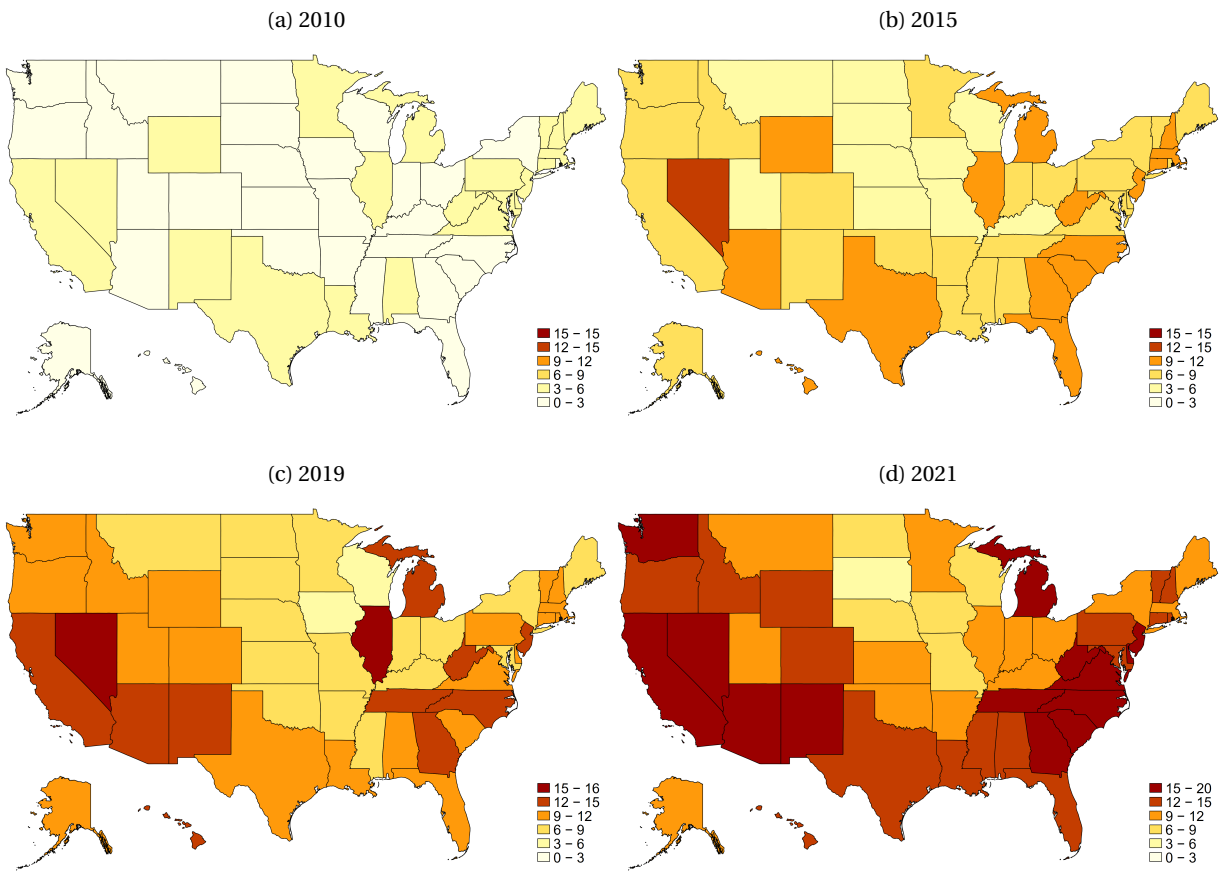 (a) 2010
15 – 15
12 – 15
9 – 12
6 – 9
3 – 6
0 – 3
(b) 2015
15 – 15
12 – 15
9 – 12
6 – 9
3 – 6
0 – 3
(c) 2019
15 – 16
12 – 15
9 – 12
6 – 9
3 – 6
0 – 3
(d) 2021
15 – 20
12 – 15
9 – 12
6 – 9
3 – 6
0 – 3